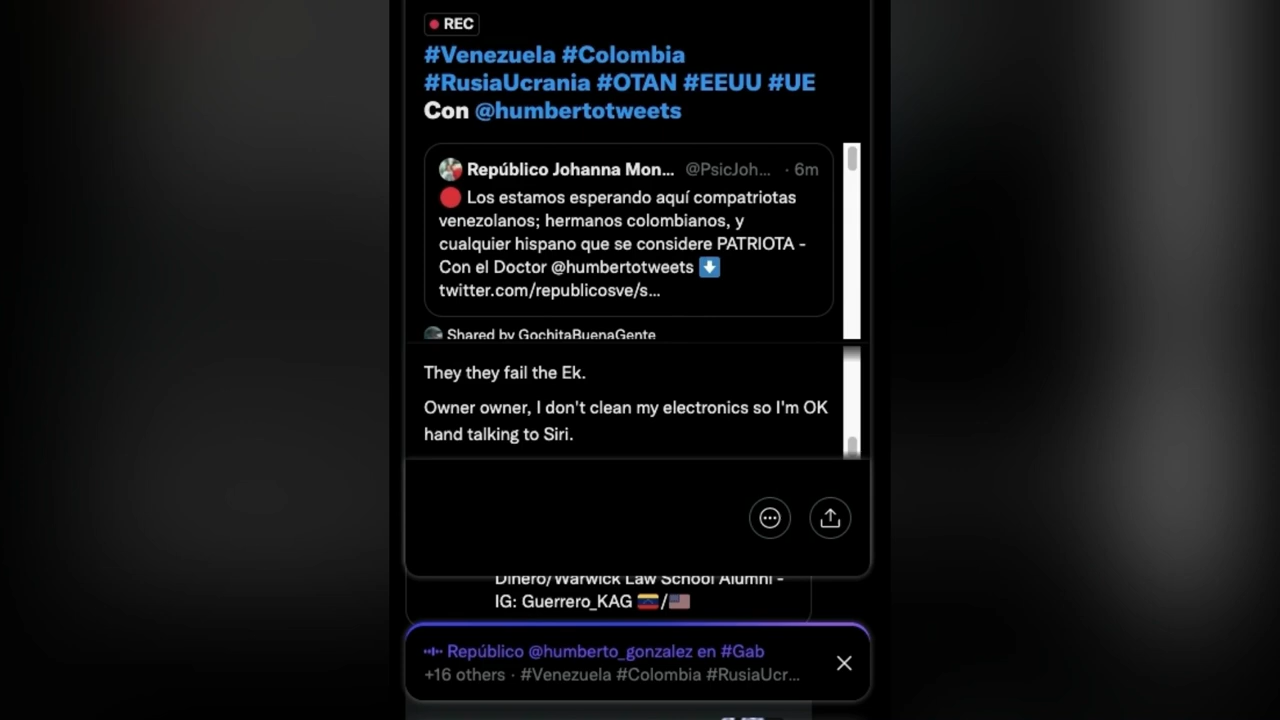 REC
#Venezuela #Colombia
#RusiaUcrania #OTAN #EEUU #UE
Con @humbertotweets
Repúblico Johanna Mon... @PsicJoh... · 6m
🔴 Los estamos esperando aquí compatriotas
venezolanos; hermanos colombianos, y
cualquier hispano que se considere PATRIOTA -
Con el Doctor @humbertotweets ⬇️
twitter.com/republicosve/s...
Shared by GochitaBuenaGente
They they fail the Ek.
Owner owner, I don't clean my electronics so I'm OK
hand talking to Siri.
Dinero/Warwick Law School Alumni -
IG: Guerrero_KAG 🇻🇪/🇺🇸
Repúblico @humberto_gonzalez en #Gab
+16 others · #Venezuela #Colombia #RusiaUcr...